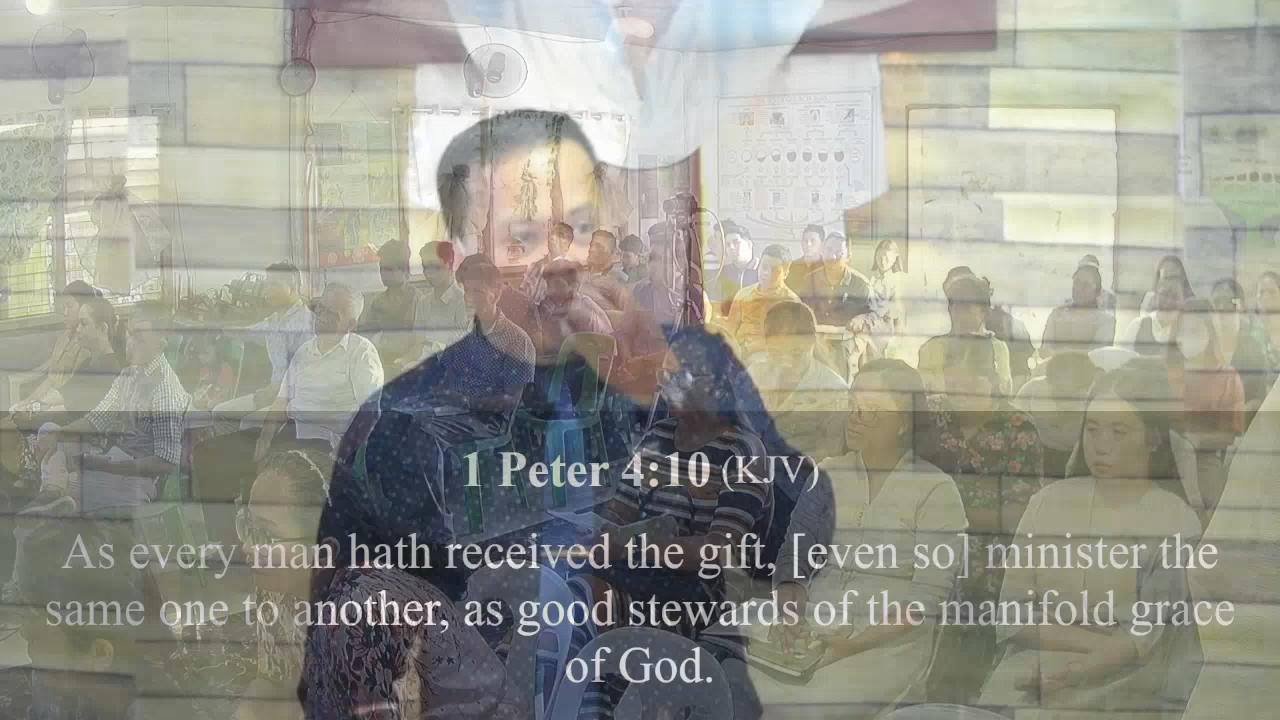 1 Peter 4:10 (KJV)
As every man hath received the gift, [even so] minister the
same one to another, as good stewards of the manifold grace
of God.